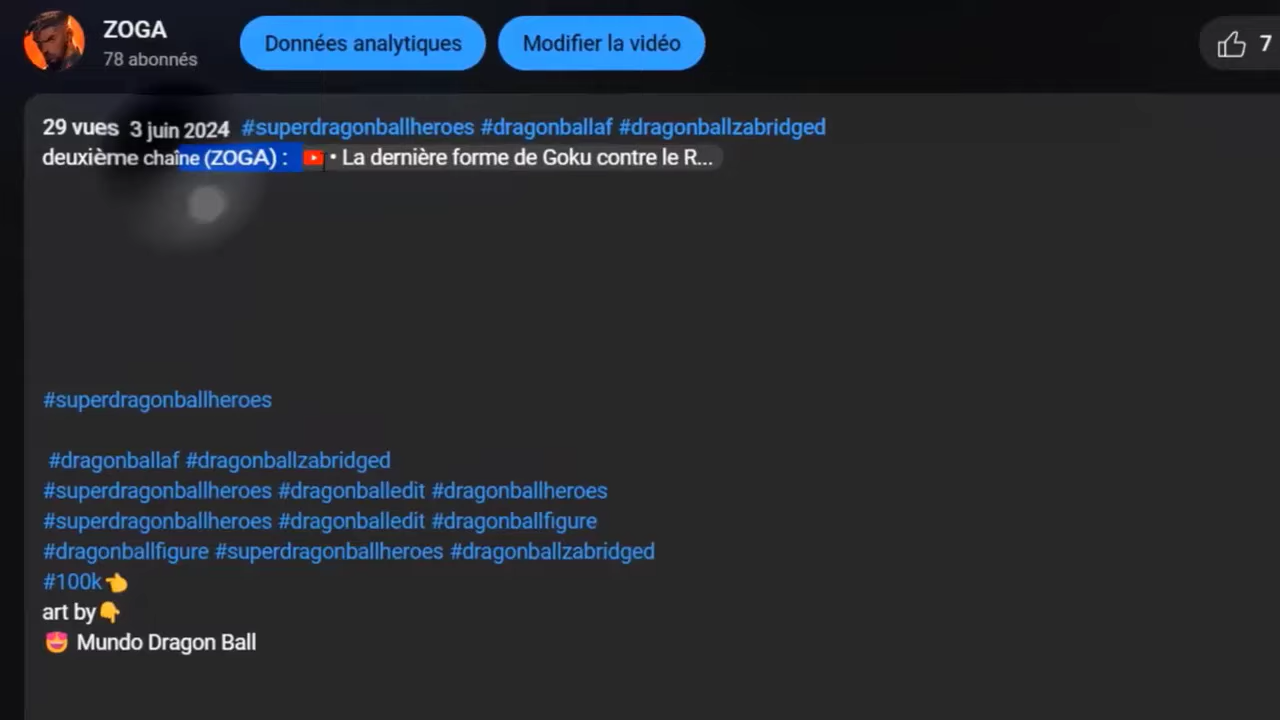 ZOGA
78 abonnés
Données analytiques
Modifier la vidéo
7
29 vues 3 juin 2024 #superdragonballheroes #dragonballaf #dragonballzabridged
deuxième chaîne (ZOGA) : • La dernière forme de Goku contre le R...
#superdragonballheroes
#dragonballaf #dragonballzabridged
#superdragonballheroes #dragonballedit #dragonballheroes
#superdragonballheroes #dragonballedit #dragonballfigure
#dragonballfigure #superdragonballheroes #dragonballzabridged
#100k👈
art by👇
🤩 Mundo Dragon Ball